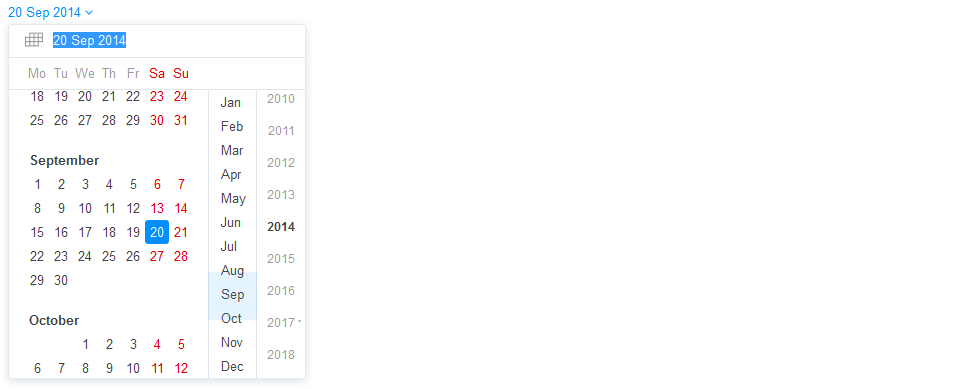 20 Sep 2014
20 Sep 2014
Mo Tu We Th Fr Sa Su
18 19 20 21 22 23 24
25 26 27 28 29 30 31
September
1 2 3 4 5 6 7
8 9 10 11 12 13 14
15 16 17 18 19 20 21
22 23 24 25 26 27 28
29 30
October
1 2 3 4 5
6 7 8 9 10 11 12
Jan
Feb
Mar
Apr
May
Jun
Jul
Aug
Sep
Oct
Nov
Dec
2010
2011
2012
2013
2014
2015
2016
2017
2018